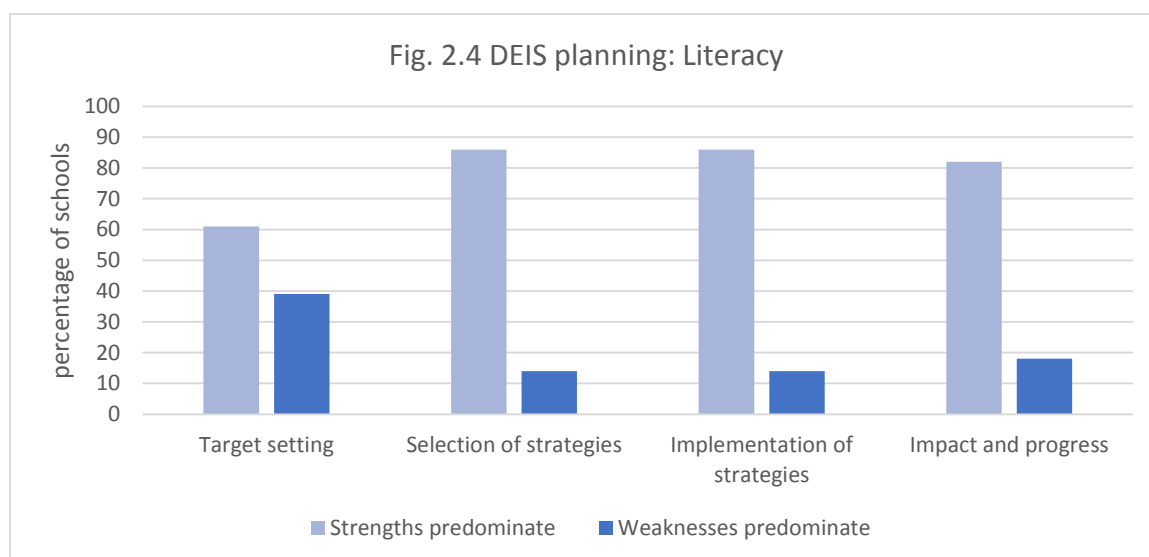 Fig. 2.4 DEIS planning: Literacy
percentage of schools
100
90
80
70
60
50
40
30
20
10
0
Target setting
Selection of strategies
Implementation of
strategies
Impact and progress
Strengths predominate
Weaknesses predominate